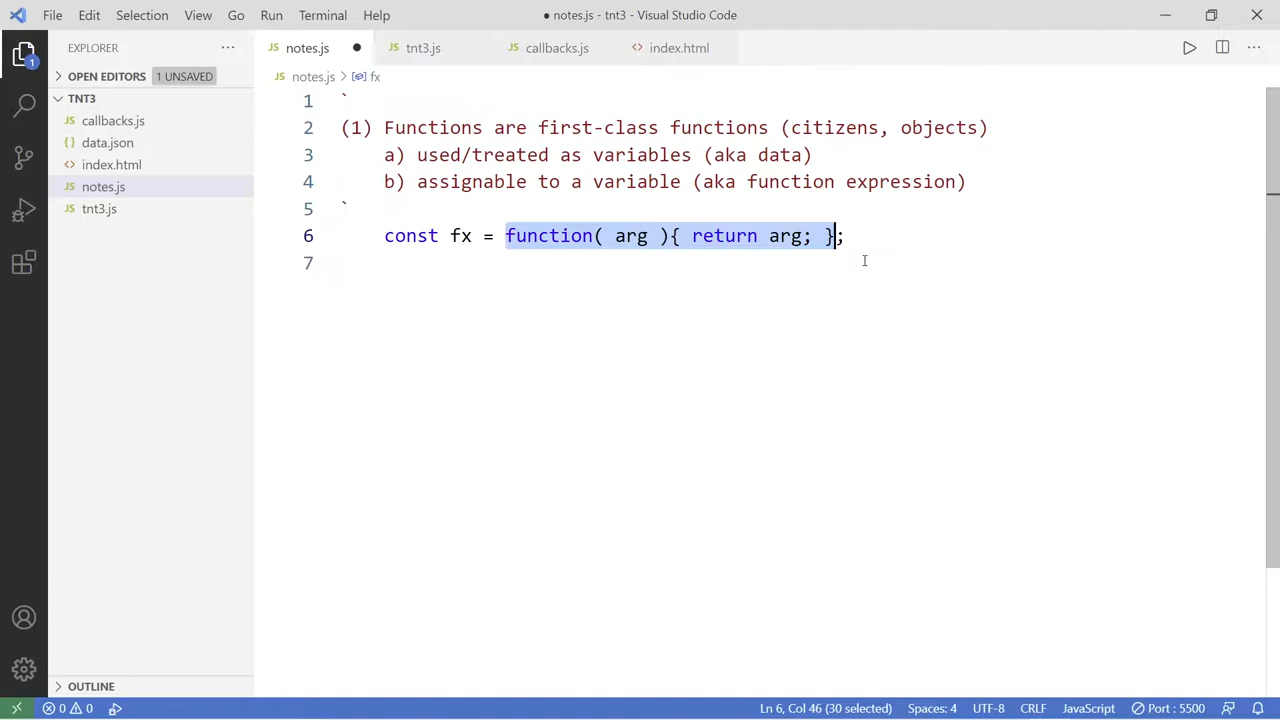 File Edit Selection View Go Run Terminal Help
● notes.js - tnt3 - Visual Studio Code
EXPLORER ···
notes.js ● tnt3.js callbacks.js index.html
1
OPEN EDITORS 1 UNSAVED
notes.js > fx
TNT3
callbacks.js
data.json
index.html
notes.js
tnt3.js
1 `
2 (1) Functions are first-class functions (citizens, objects)
3 a) used/treated as variables (aka data)
4 b) assignable to a variable (aka function expression)
5 `
6 const fx = function( arg ){ return arg; };
7
OUTLINE
0 0 Ln 6, Col 46 (30 selected) Spaces: 4 UTF-8 CRLF JavaScript Port : 5500